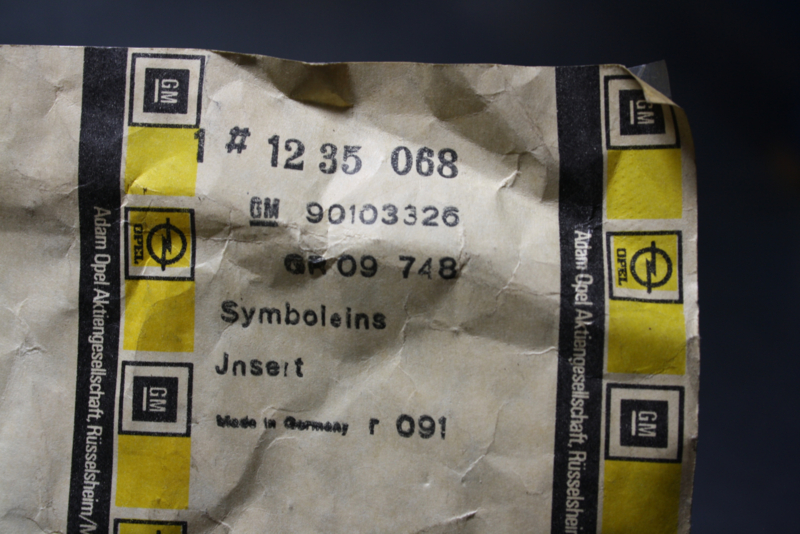 1 # 12 35 068
GM 90103326
GR 09 748
Symboleins
Jnsert
Made in Germany r 091
GM
OPEL
GM
Adam Opel Aktiengesellschaft, Rüsselsheim/M
GM
OPEL
GM
Adam Opel Aktiengesellschaft, Rüsselsheim